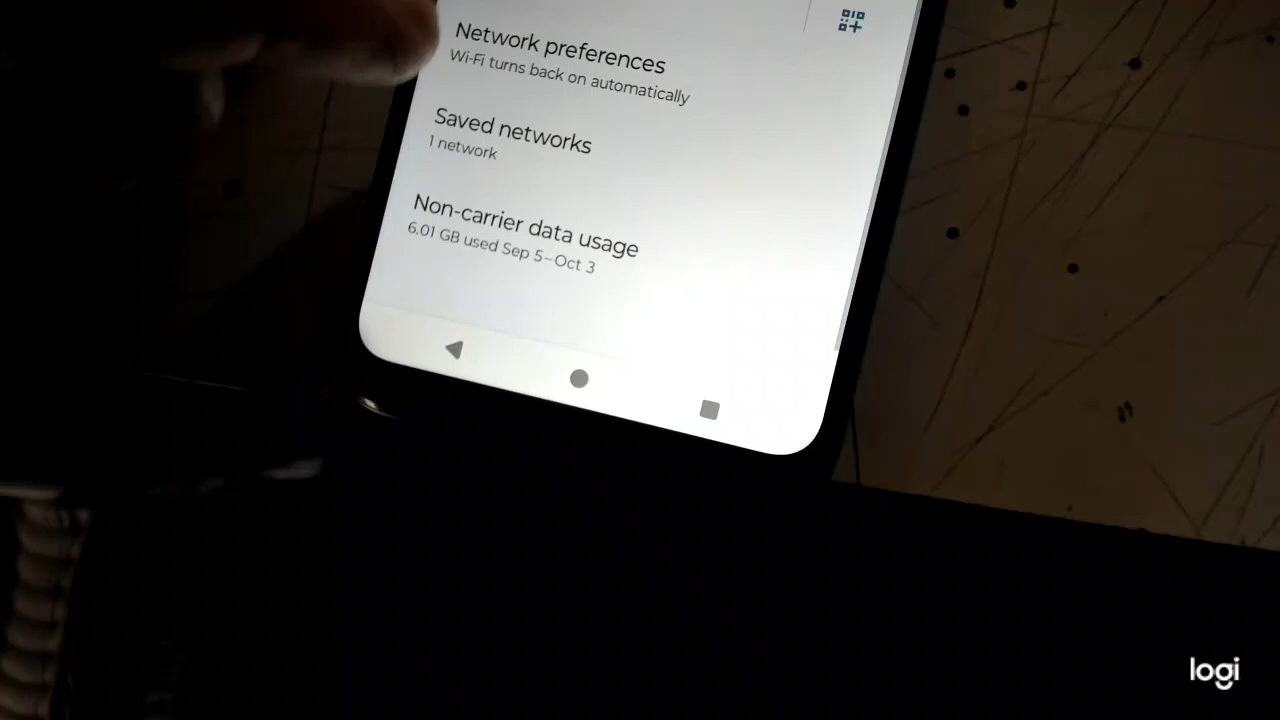 Network preferences
Wi-Fi turns back on automatically
Saved networks
1 network
Non-carrier data usage
6.01 GB used Sep 5–Oct 3
logi